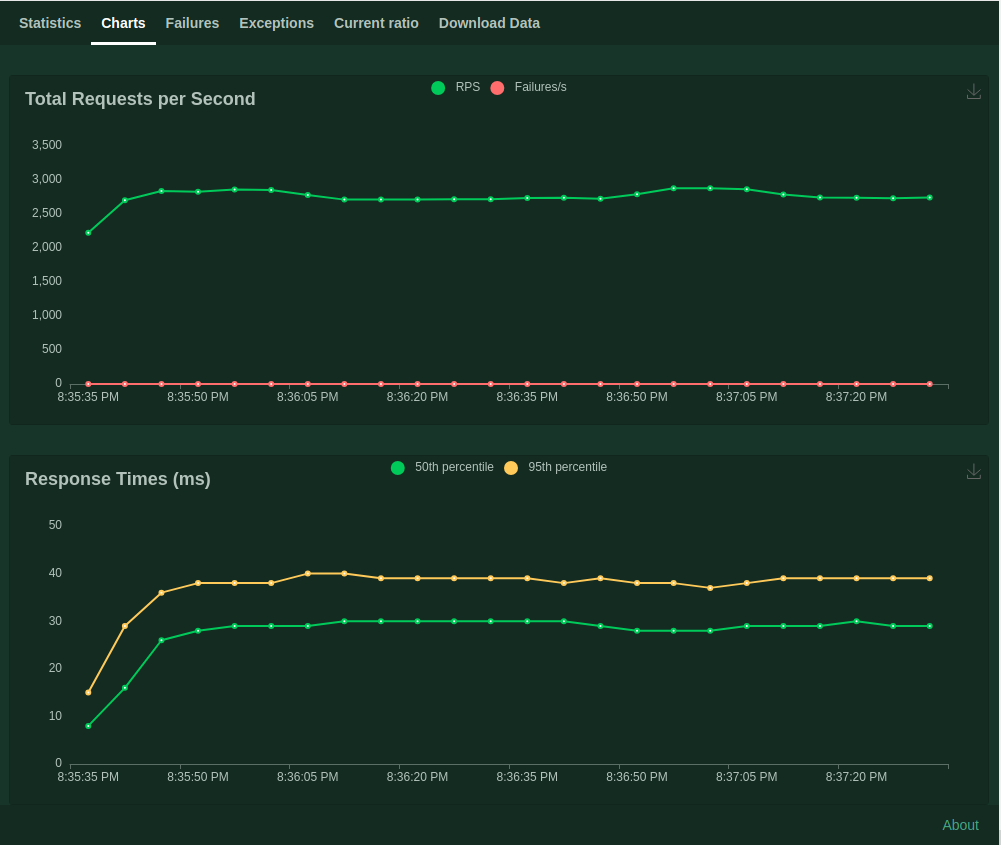 Statistics Charts Failures Exceptions Current ratio Download Data
Total Requests per Second
RPS Failures/s
3,500
3,000
2,500
2,000
1,500
1,000
500
0
8:35:35 PM 8:35:50 PM 8:36:05 PM 8:36:20 PM 8:36:35 PM 8:36:50 PM 8:37:05 PM 8:37:20 PM
Response Times (ms)
50th percentile 95th percentile
50
40
30
20
10
0
8:35:35 PM 8:35:50 PM 8:36:05 PM 8:36:20 PM 8:36:35 PM 8:36:50 PM 8:37:05 PM 8:37:20 PM
About